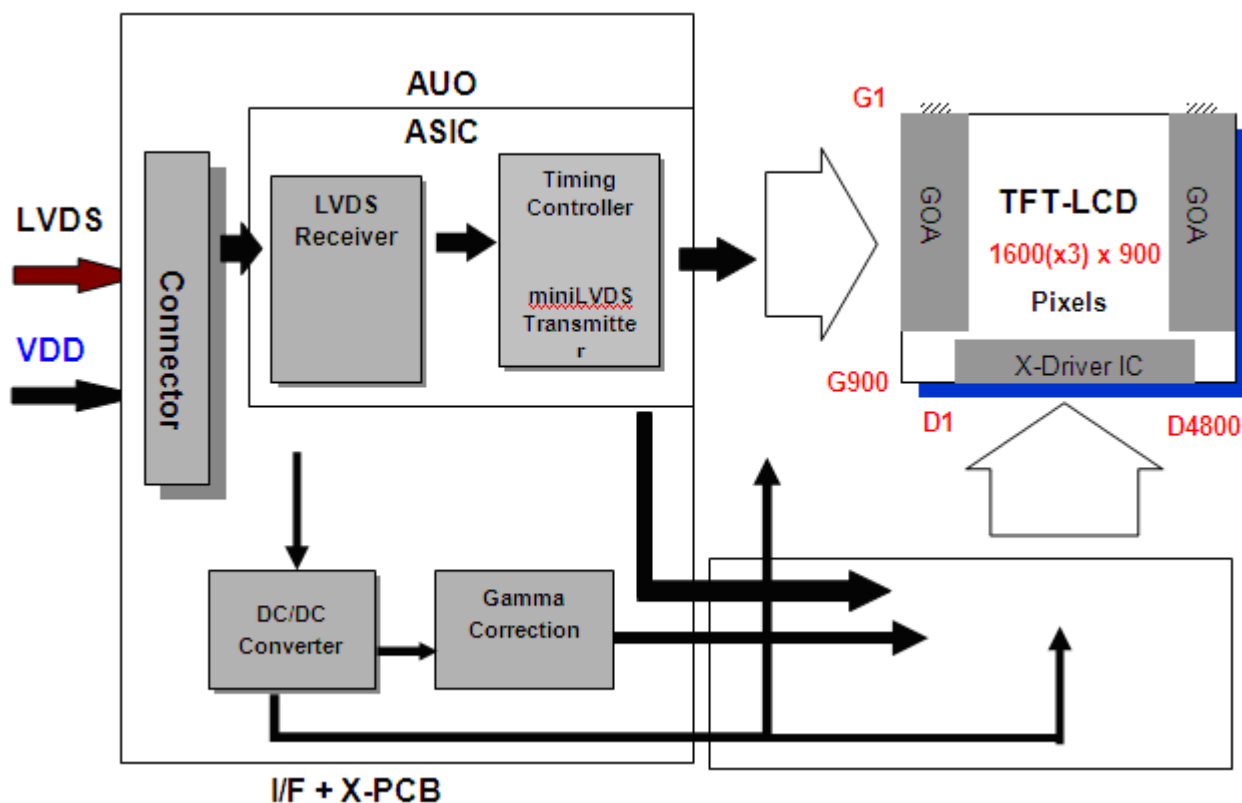 AUO
ASIC
LVDS
VDD
Connector
LVDS
Receiver
Timing
Controller
miniLVDS
Transmitte
r
G1
GOA
TFT-LCD
1600(x3) x 900
Pixels
GOA
X-Driver IC
G900
D1
D4800
DC/DC
Converter
Gamma
Correction
I/F + X-PCB